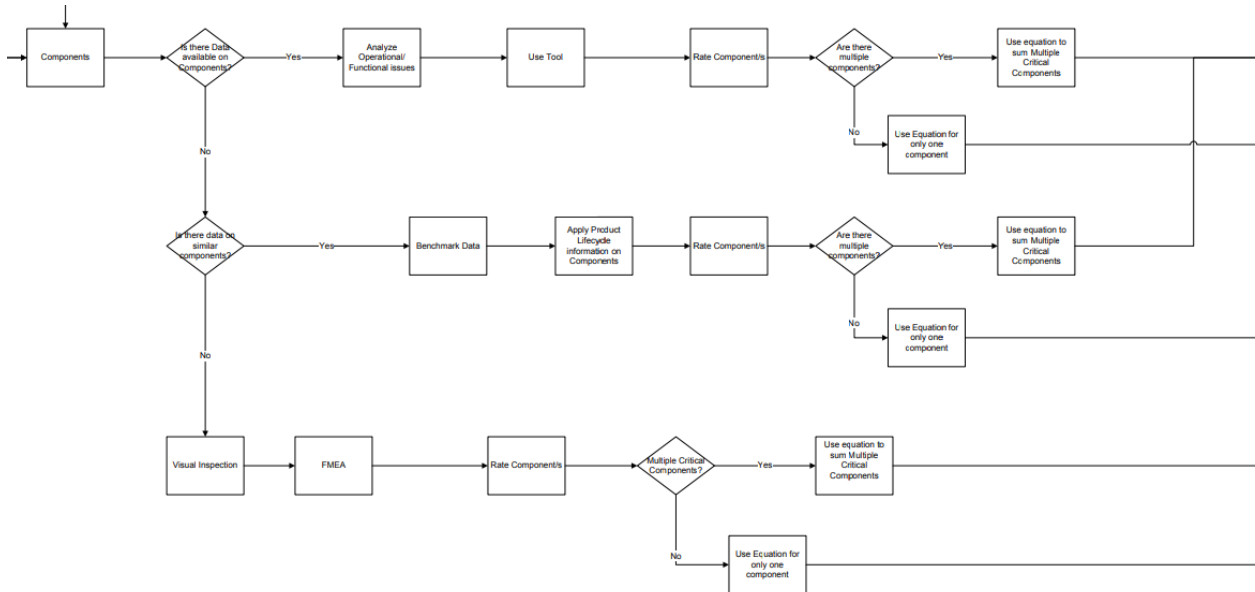 Components
Is there Data
available on
Components?
Yes
Analyze
Operational/
Functional issues
Use Tool
Rate Component/s
Are there
multiple
components?
Yes
Use equation to
sum Multiple
Critical
Components
No
Use Equation for
only one
component
No
Is there data on
similar
components?
Yes
Benchmark Data
Apply Product
Lifecycle
information on
Components
Rate Component/s
Are there
multiple
components?
Yes
Use equation to
sum Multiple
Critical
Components
No
Use Equation for
only one
component
No
Visual Inspection
FMEA
Rate Component/s
Multiple Critical
Components?
Yes
Use equation to
sum Multiple
Critical
Components
No
Use Equation for
only one
component